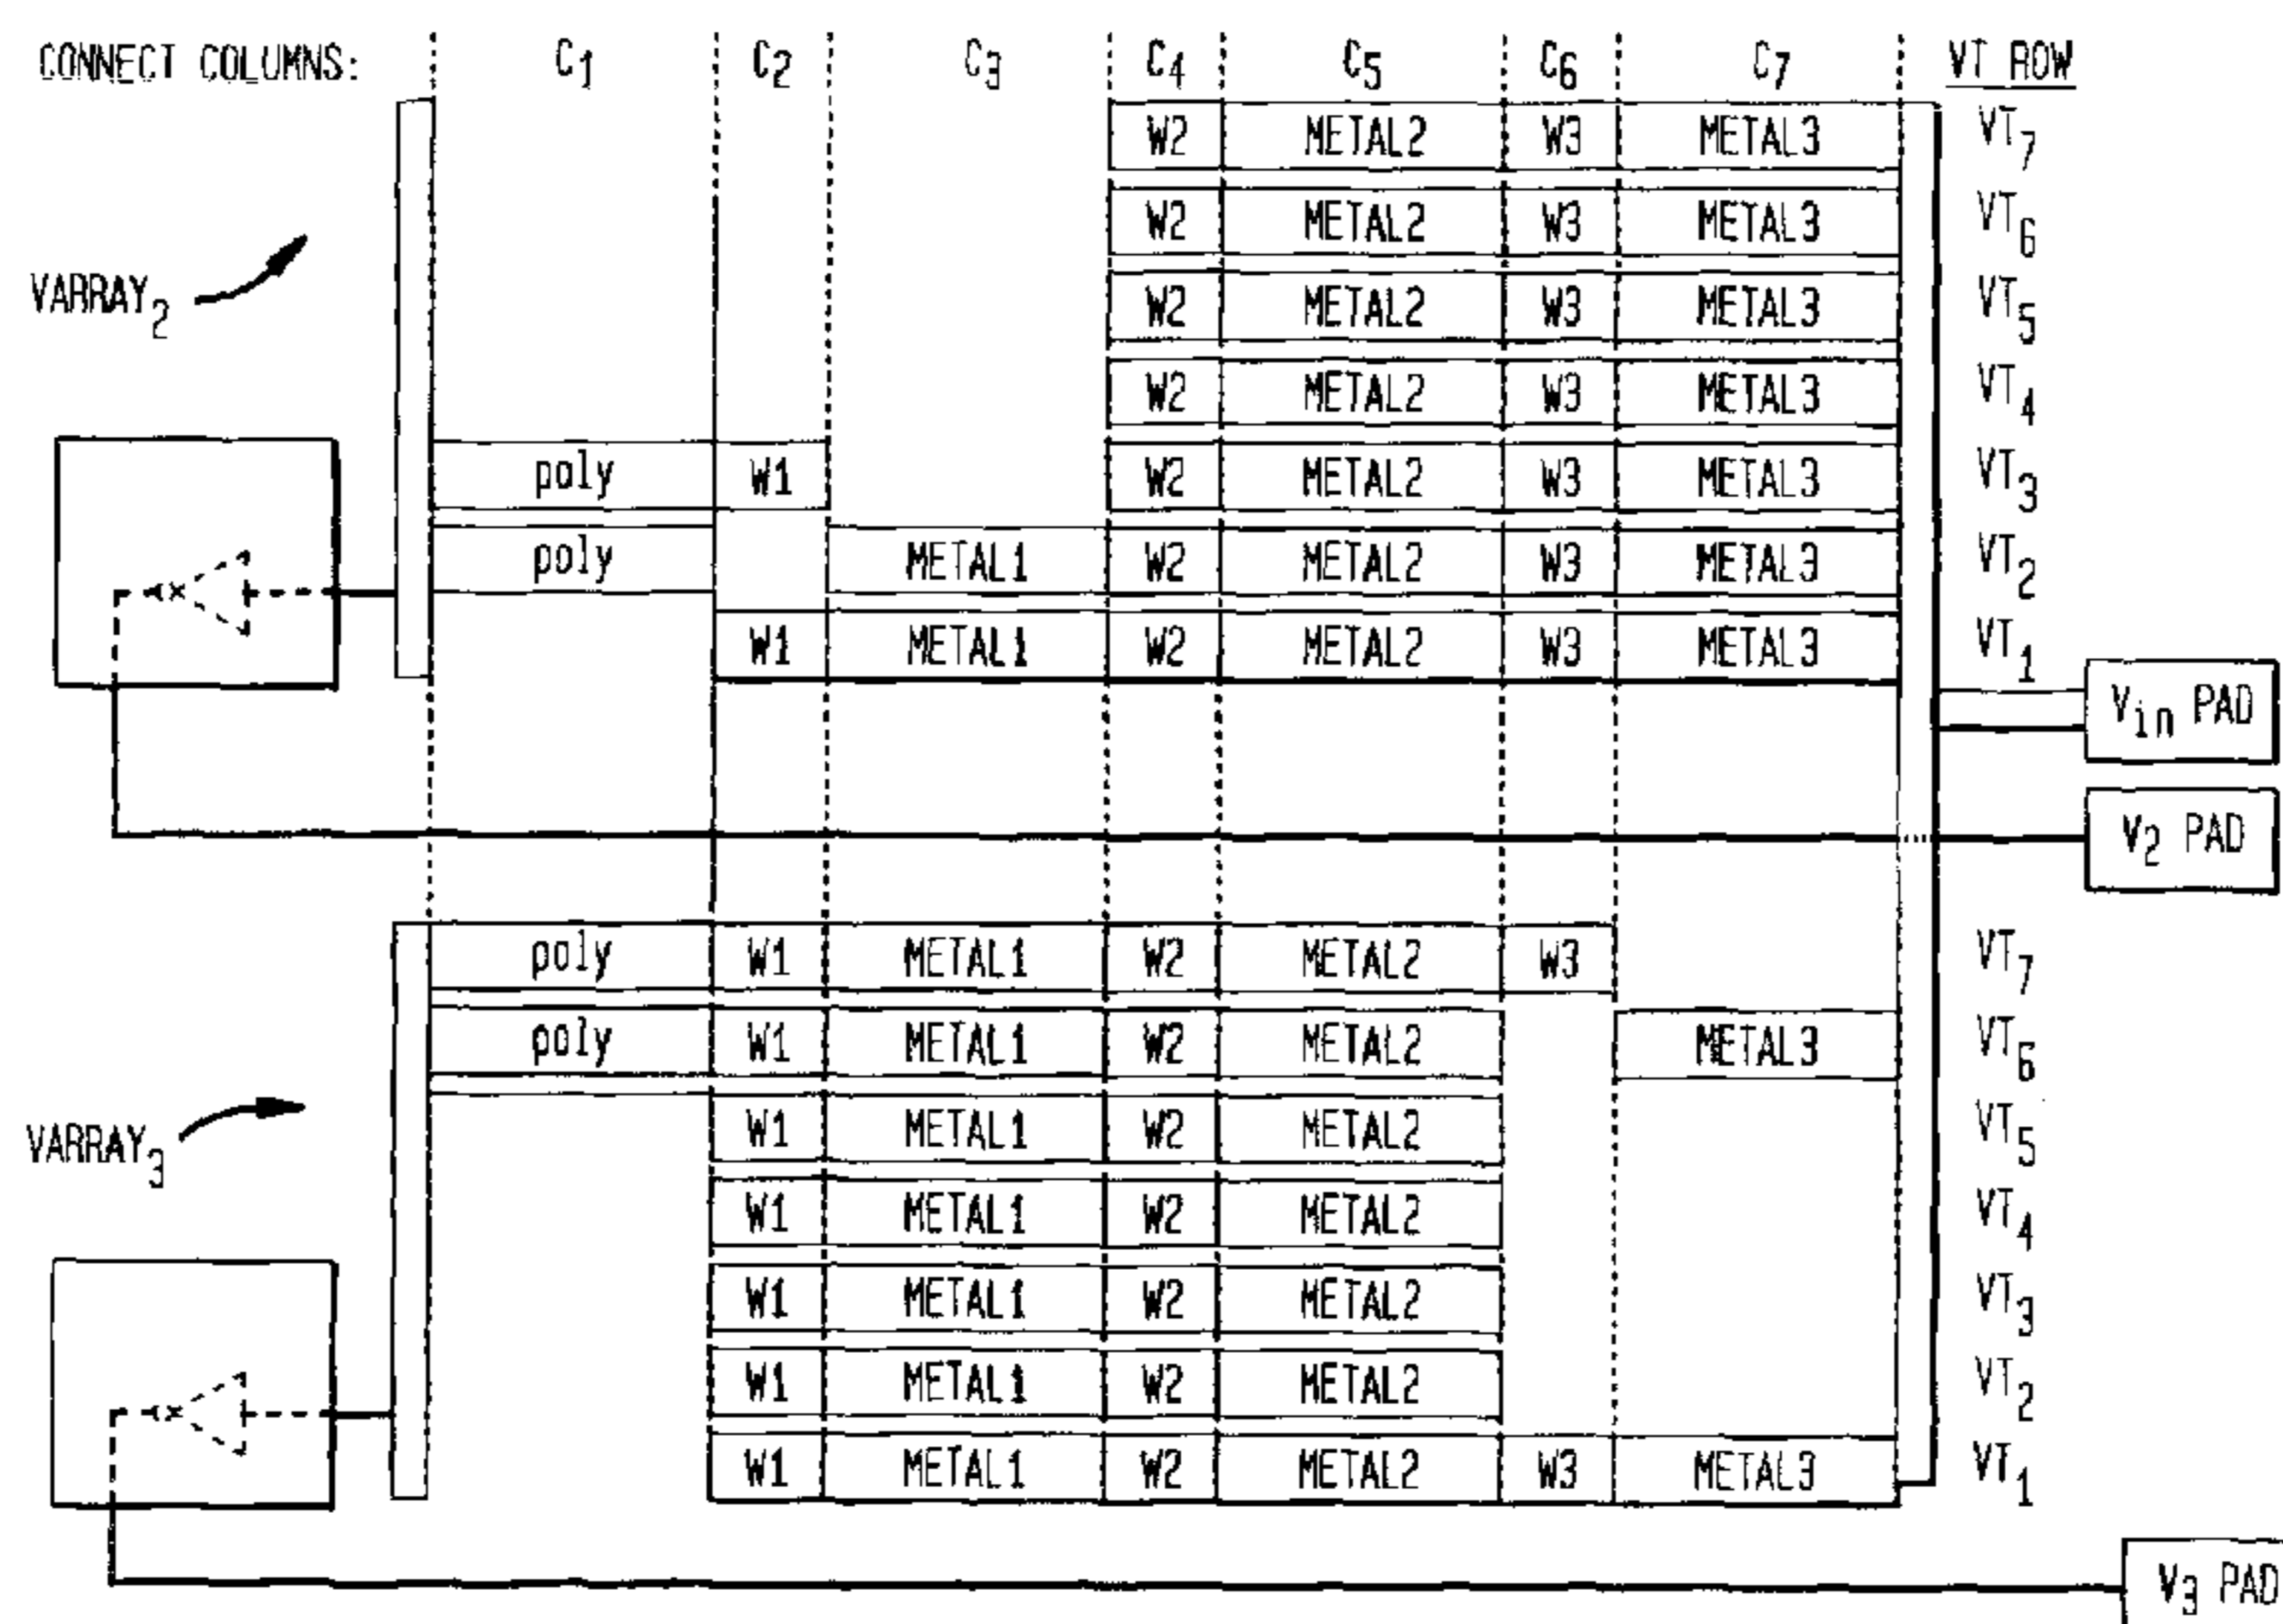 CONNECT COLUMNS: C1 C2 C3 C4 C5 C6 C7 VT ROW
W2 METAL2 W3 METAL3 VT7
W2 METAL2 W3 METAL3 VT6
VARRAY2 W2 METAL2 W3 METAL3 VT5
W2 METAL2 W3 METAL3 VT4
poly W1 W2 METAL2 W3 METAL3 VT3
poly METAL1 W2 METAL2 W3 METAL3 VT2
W1 METAL1 W2 METAL2 W3 METAL3 VT1
Vin PAD
V2 PAD
poly W1 METAL1 W2 METAL2 W3 VT7
poly W1 METAL1 W2 METAL2 METAL3 VT6
VARRAY3 W1 METAL1 W2 METAL2 VT5
W1 METAL1 W2 METAL2 VT4
W1 METAL1 W2 METAL2 VT3
W1 METAL1 W2 METAL2 VT2
W1 METAL1 W2 METAL2 W3 METAL3 VT1
V3 PAD